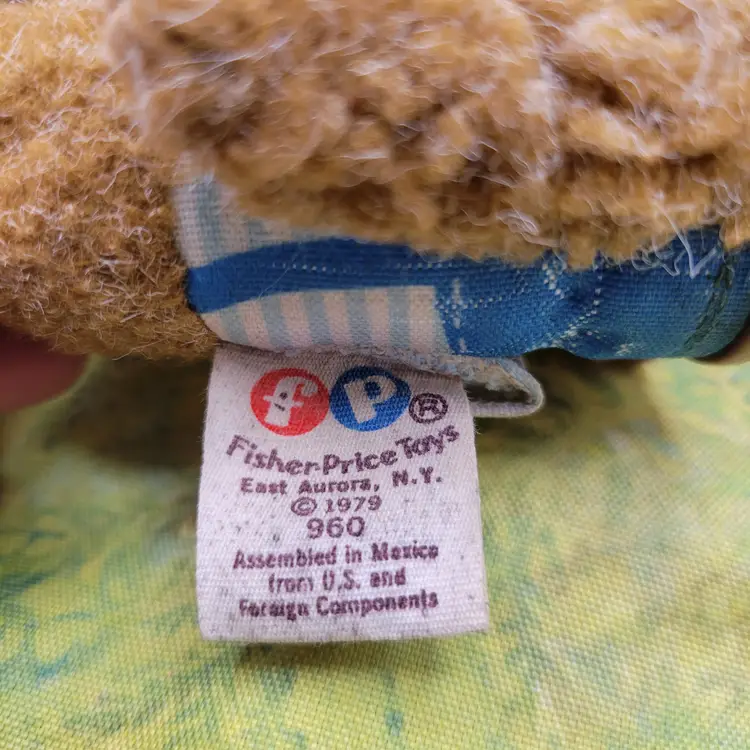 fp ®
Fisher-Price Toys
East Aurora, N.Y.
© 1979
960
Assembled in Mexico
from U.S. and
Foreign Components